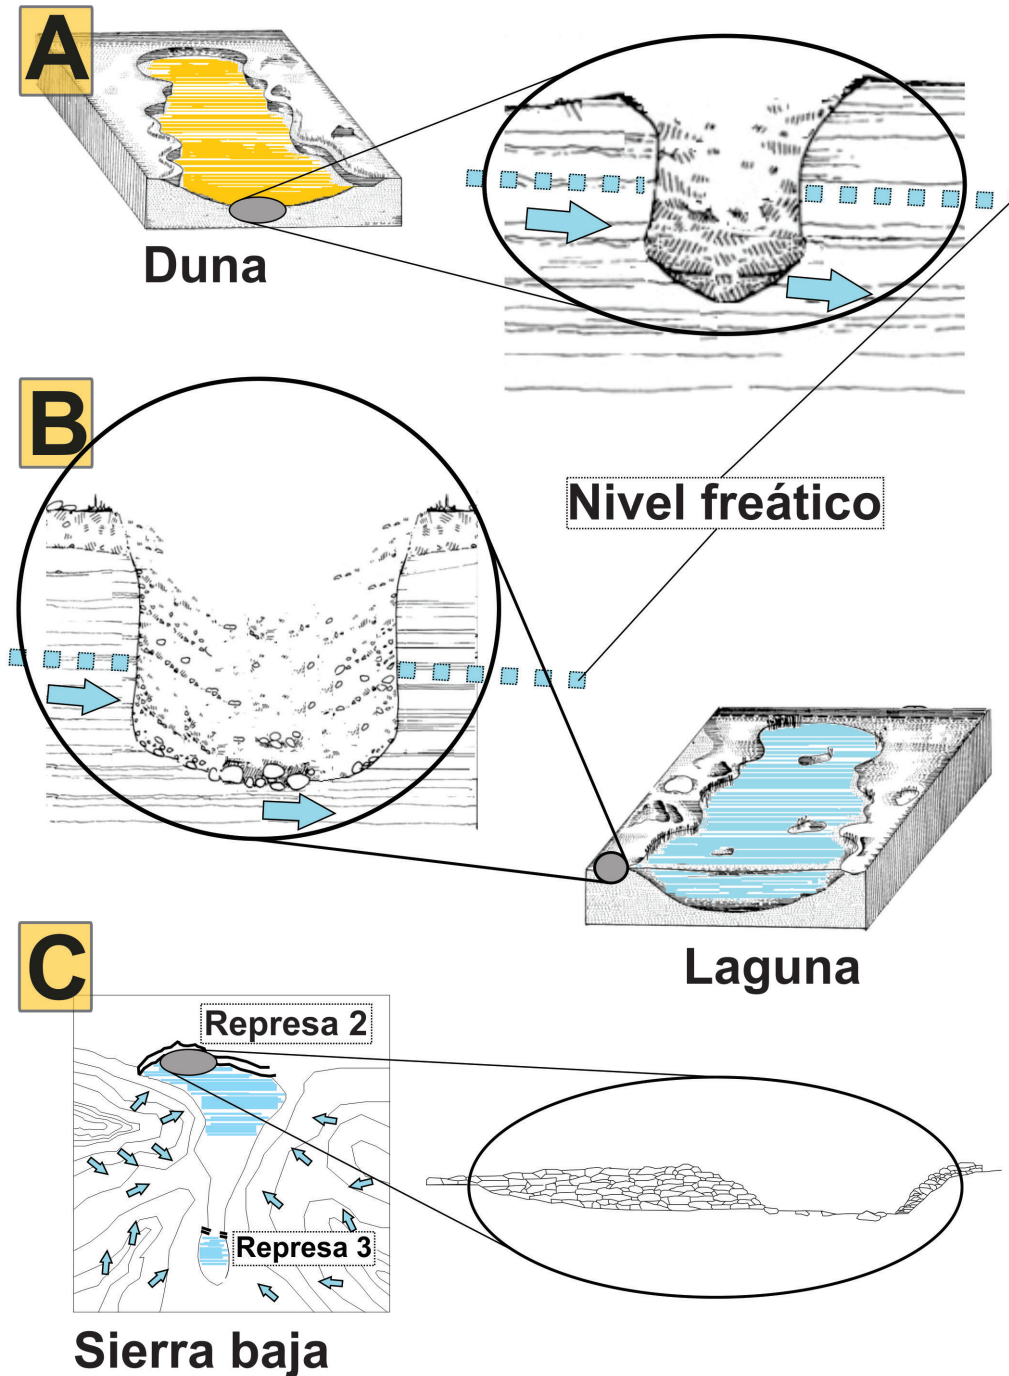 A
Duna
B
Nivel freático
Laguna
C
Represa 2
Represa 3
Sierra baja